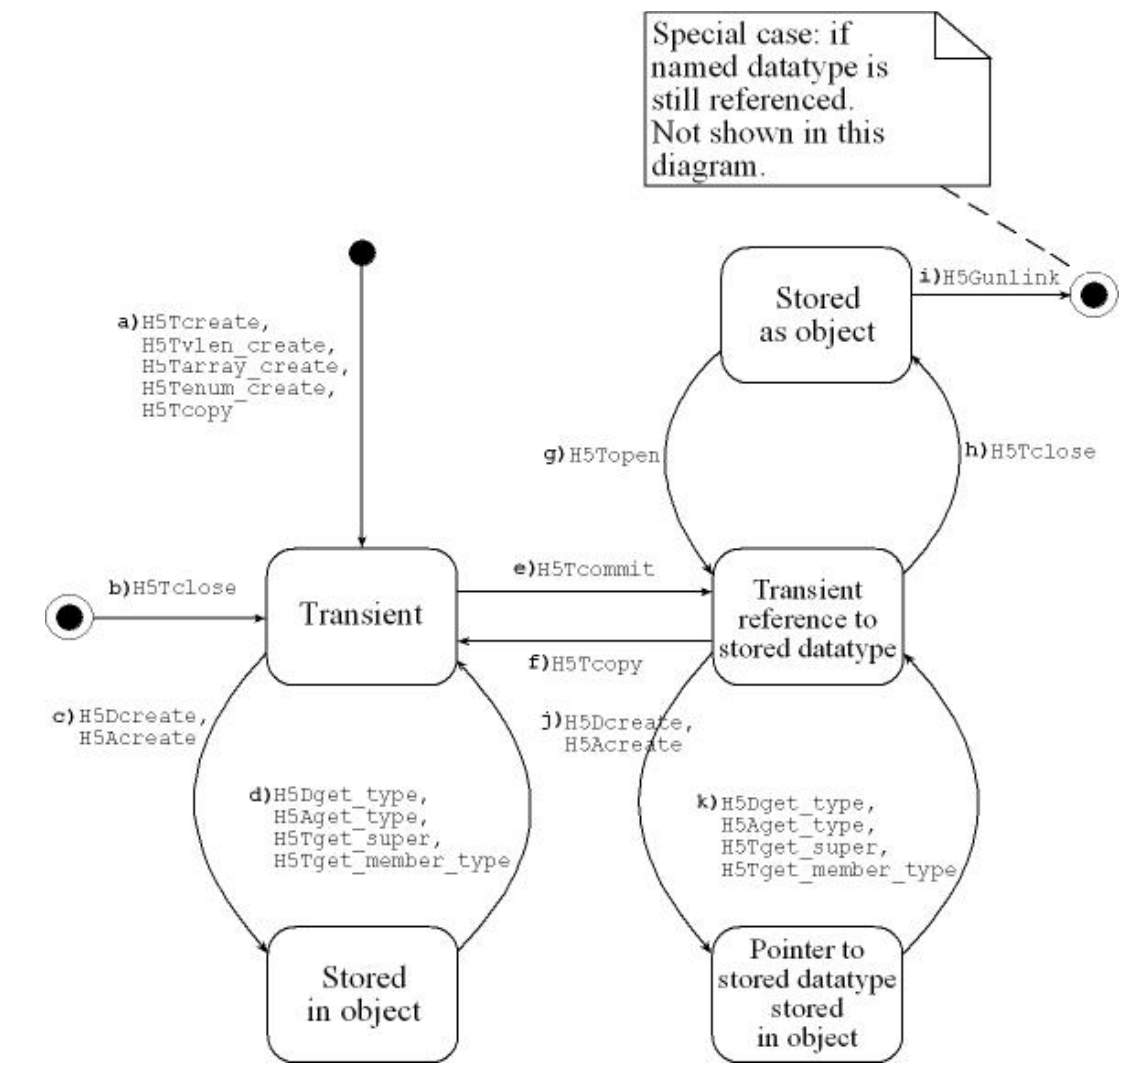 Special case: if
named datatype is
still referenced.
Not shown in this
diagram.
Stored
as object
i)H5Gunlink
a)H5Tcreate,
H5Tvlen_create,
H5Tarray_create,
H5Tenum_create,
H5Tcopy
g)H5Topen
h)H5Tclose
b)H5Tclose
Transient
e)H5Tcommit
f)H5Tcopy
Transient
reference to
stored datatype
c)H5Dcreate,
H5Acreate
j)H5Dcreate,
H5Acreate
d)H5Dget_type,
H5Aget_type,
H5Tget_super,
H5Tget_member_type
k)H5Dget_type,
H5Aget_type,
H5Tget_super,
H5Tget_member_type
Stored
in object
Pointer to
stored datatype
stored
in object